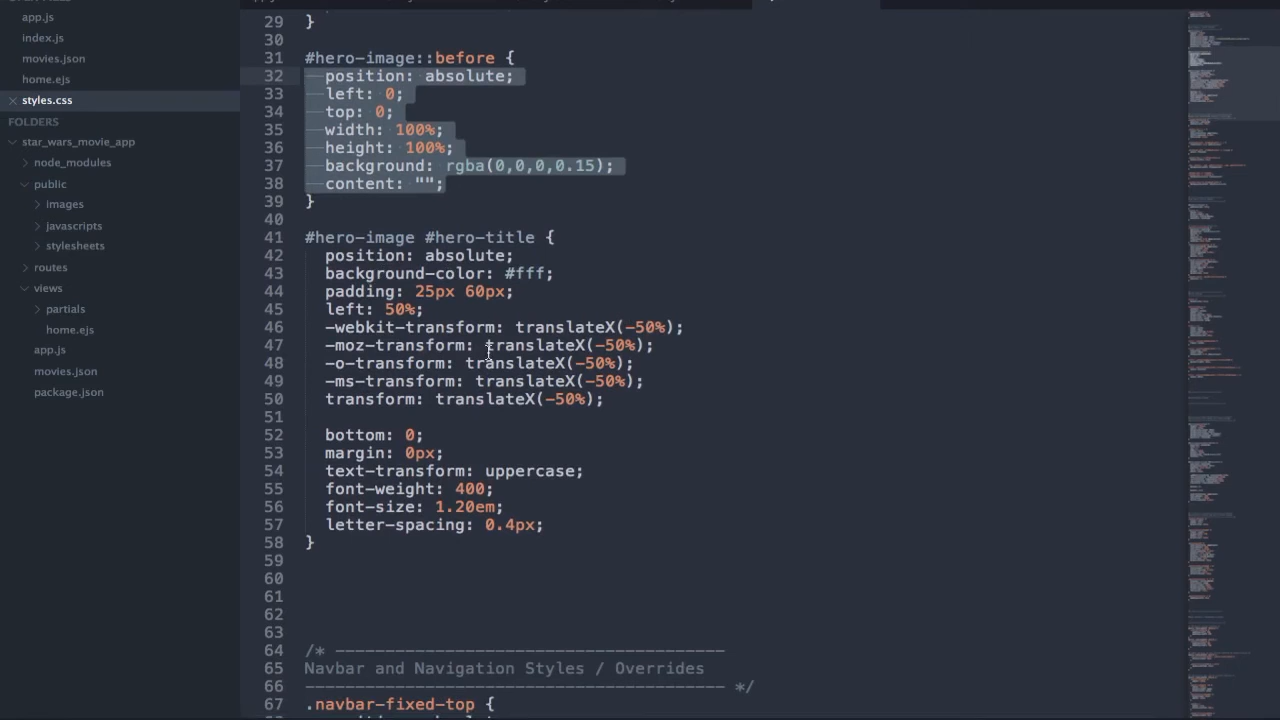 app.js
index.js
movies.json
home.ejs
styles.css
FOLDERS
star_wars_movie_app
node_modules
public
images
javascripts
stylesheets
routes
views
partials
home.ejs
app.js
movies.json
package.json
29 }
30
31 #hero-image::before {
32 position: absolute;
33 left: 0;
34 top: 0;
35 width: 100%;
36 height: 100%;
37 background: rgba(0,0,0,0.15);
38 content: "";
39 }
40
41 #hero-image #hero-title {
42 position: absolute;
43 background-color: #fff;
44 padding: 25px 60px;
45 left: 50%;
46 -webkit-transform: translateX(-50%);
47 -moz-transform: translateX(-50%);
48 -o-transform: translateX(-50%);
49 -ms-transform: translateX(-50%);
50 transform: translateX(-50%);
51
52 bottom: 0;
53 margin: 0px;
54 text-transform: uppercase;
55 font-weight: 400;
56 font-size: 1.20em;
57 letter-spacing: 0.4px;
58 }
59
60
61
62
63
64 /* ---------------------------------------
65 Navbar and Navigation Styles / Overrides
66 ------------------------------------------ */
67 .navbar-fixed-top {